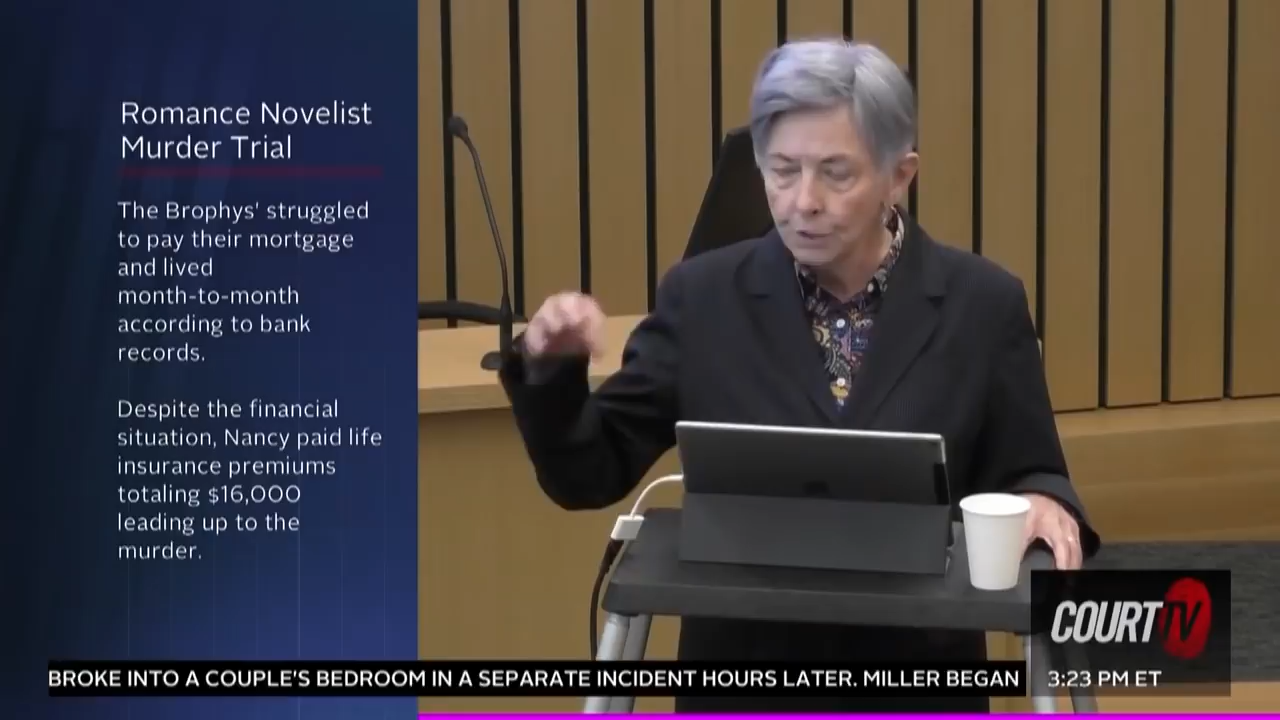 Romance Novelist
Murder Trial
The Brophys' struggled
to pay their mortgage
and lived
month-to-month
according to bank
records.
Despite the financial
situation, Nancy paid life
insurance premiums
totaling $16,000
leading up to the
murder.
COURT TV
BROKE INTO A COUPLE'S BEDROOM IN A SEPARATE INCIDENT HOURS LATER. MILLER BEGAN
3:23 PM ET